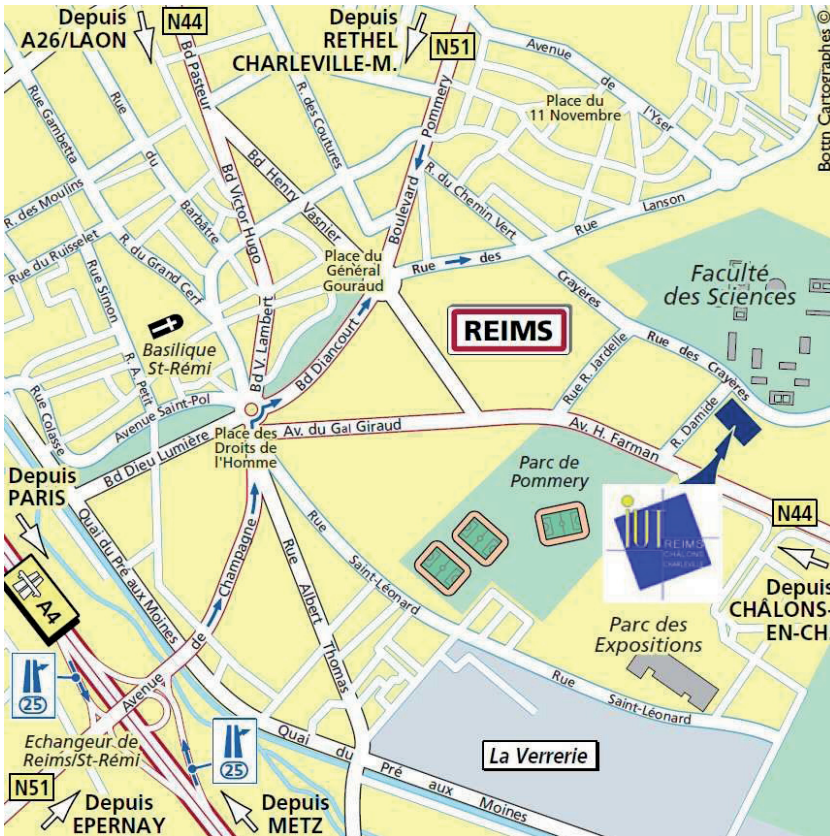 Depuis
A26/LAON
N44
Depuis
RETHEL
CHARLEVILLE-M.
N51
Bottn Cartographes ©
Avenue de l'Yser
Place du
11 Novembre
Bd Pasteur
Pommery
Boulevard
Rue Gambetta
Rue du Barbâtre
R. des Coutures
Bd Henry Vasnier
Bd Victor Hugo
R. des Moulins
Rue du Ruisselet
R. du Grand Cerf
Rue Simon
R. A. Petit
R. du Chemin Vert
Rue Lanson
Rue des Crayères
Place du
Général
Gouraud
Faculté
des Sciences
REIMS
Basilique
St-Rémi
Bd V. Lambert
Bd Diancourt
Rue des Crayères
Rue R. Jardelle
R. Damide
Rue Colasse
Avenue Saint-Pol
Bd Dieu Lumière
Place des
Droits de
l'Homme
Av. du Gal Giraud
Av. H. Farman
Parc de
Pommery
Depuis
PARIS
N44
iUT
REIMS
CHÂLONS
CHARLEVILLE
Depuis
CHÂLONS-
EN-CH
Quai du Pré aux Moines
A4
Avenue de Champagne
Rue Albert Thomas
Rue Saint-Léonard
Parc des
Expositions
Rue Saint-Léonard
25
25
Echangeur de
Reims/St-Rémi
Quai du Pré aux Moines
La Verrerie
N51
Depuis
EPERNAY
Depuis
METZ